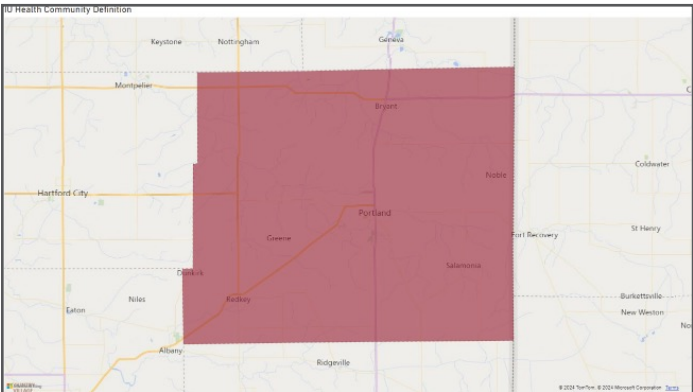 IU Health Community Definition
Keystone
Nottingham
Geneva
Montpelier
Bryant
Coldwater
Noble
Hartford City
Portland
Greene
Fort Recovery
St Henry
Salamonia
Dunkirk
Niles
Redkey
Burkettsville
Eaton
New Weston
Albany
Ridgeville
© 2024 TomTom, © 2024 Microsoft Corporation Terms